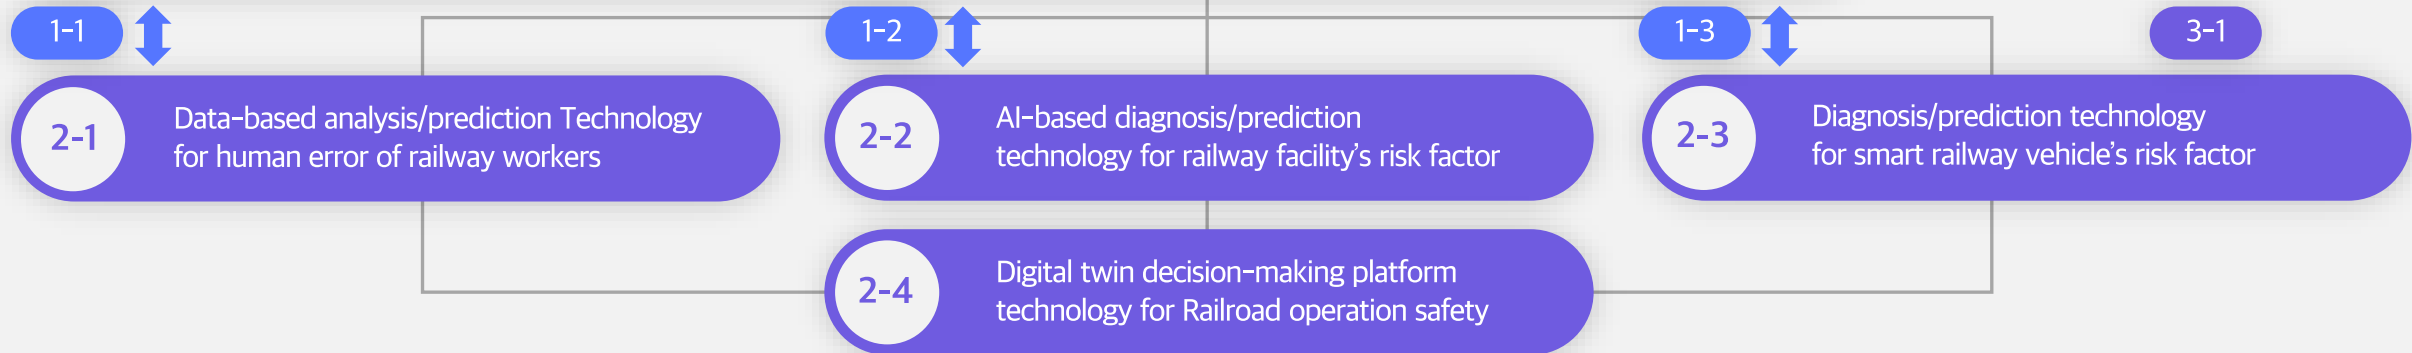 1-1
1-2
1-3
3-1
2-1
Data-based analysis/prediction Technology
for human error of railway workers
2-2
AI-based diagnosis/prediction
technology for railway facility's risk factor
2-3
Diagnosis/prediction technology
for smart railway vehicle's risk factor
2-4
Digital twin decision-making platform
technology for Railroad operation safety